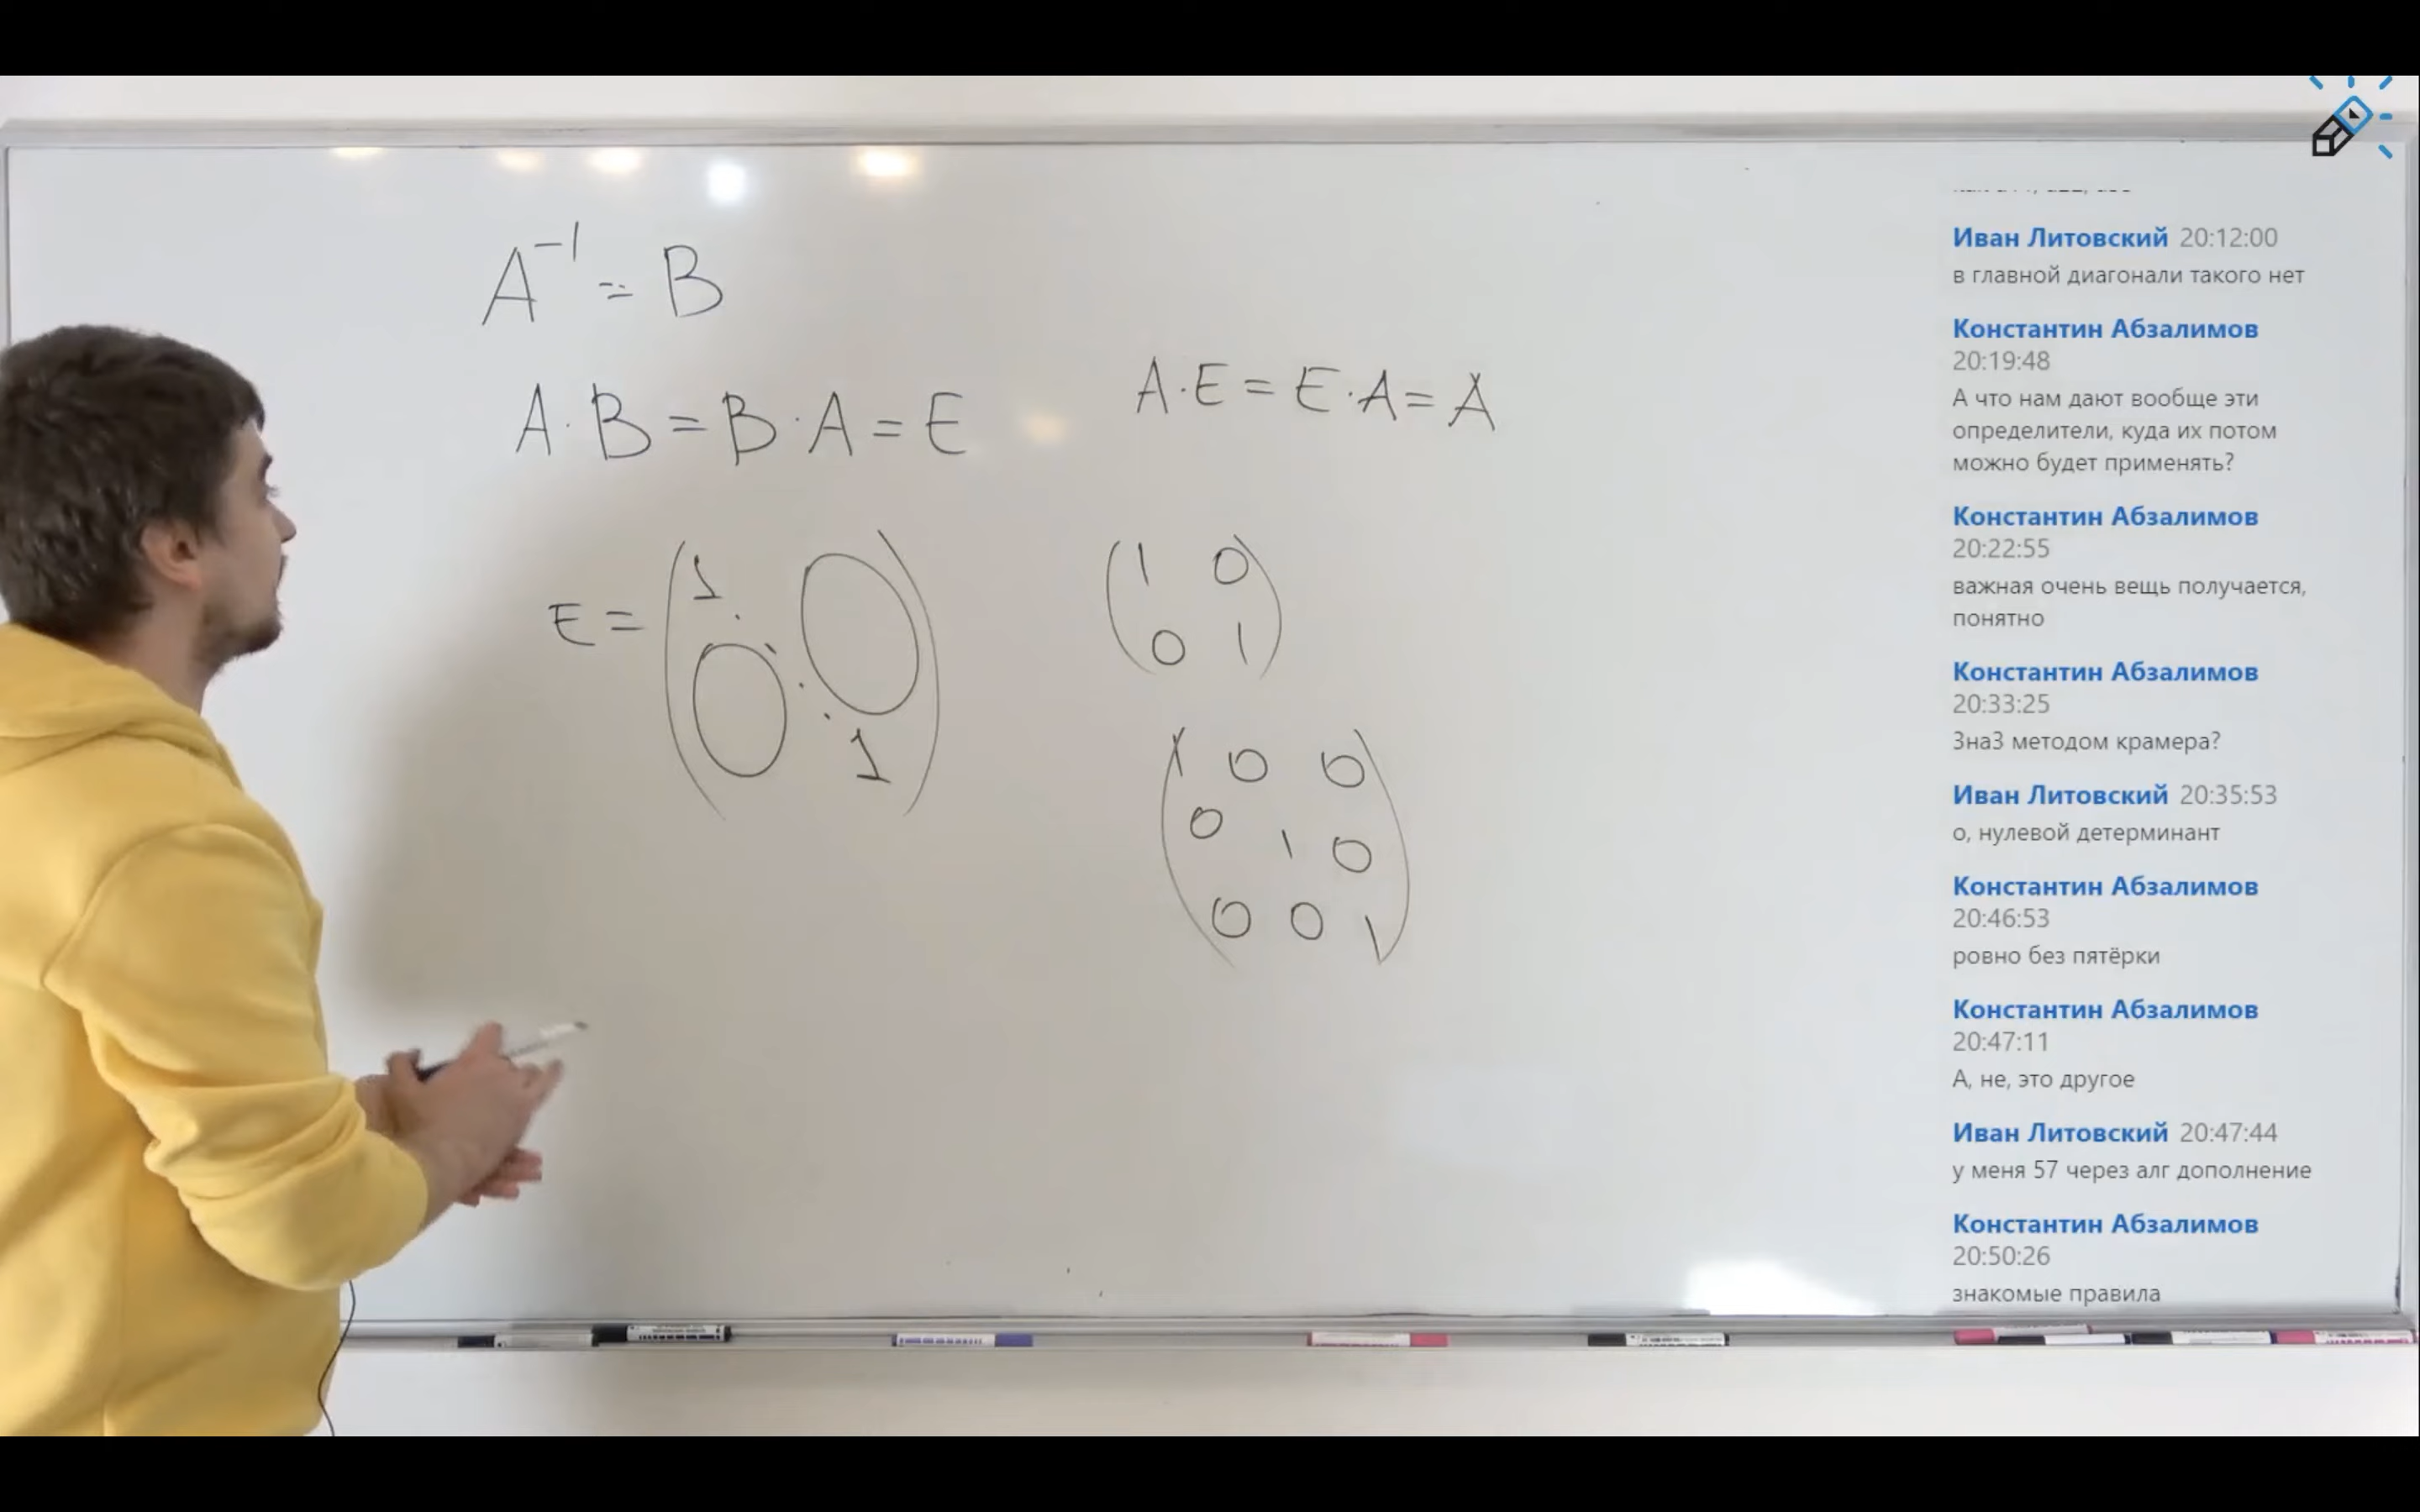 A⁻¹ = B
A · B = B · A = E
A · E = E · A = A
E = ( 1 0
0 1 )
( 1 0
0 1 )
( 1 0 0
0 1 0
0 0 1 )
Иван Литовский 20:12:00
в главной диагонали такого нет
Константин Абзалимов
20:19:48
А что нам дают вообще эти
определители, куда их потом
можно будет применять?
Константин Абзалимов
20:22:55
важная очень вещь получается,
понятно
Константин Абзалимов
20:33:25
3на3 методом крамера?
Иван Литовский 20:35:53
о, нулевой детерминант
Константин Абзалимов
20:46:53
ровно без пятёрки
Константин Абзалимов
20:47:11
А, не, это другое
Иван Литовский 20:47:44
у меня 57 через алг дополнение
Константин Абзалимов
20:50:26
знакомые правила